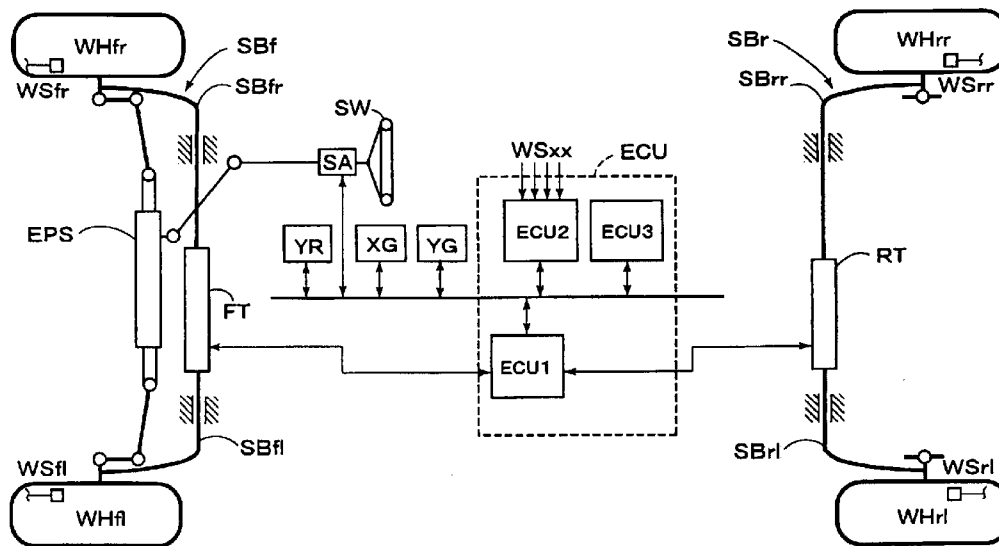 WHfr
SBf
SBr
WHrr
WSfr
SBfr
SBrr
WSrr
SW
SA
WSxx
ECU
EPS
YR
XG
YG
ECU2
ECU3
RT
FT
ECU1
SBfl
SBrl
WSfl
WSrl
WHfl
WHrl